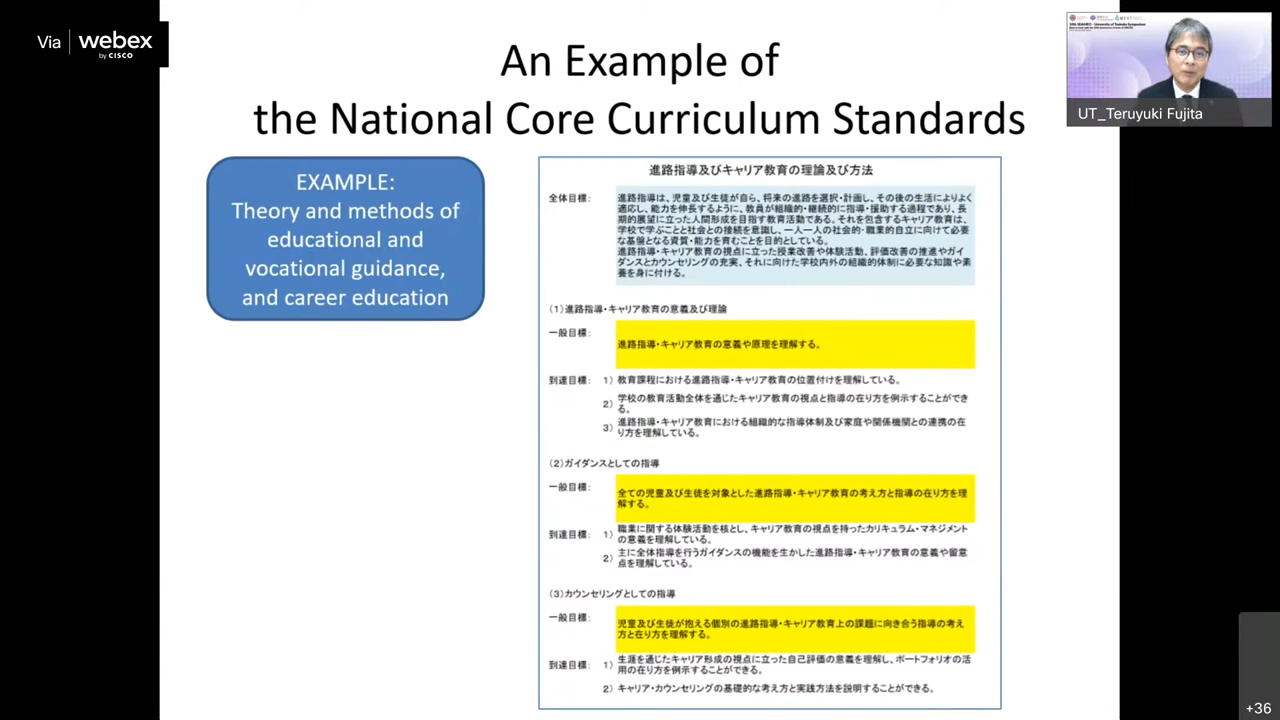 Via webex
by CISCO
An Example of
the National Core Curriculum Standards
UT_Teruyuki Fujita
EXAMPLE:
Theory and methods of
educational and
vocational guidance,
and career education
進路指導及びキャリア教育の理論及び方法
全体目標:
進路指導は、児童及び生徒が自ら、将来の進路を選択・計画し、その後の生活によりよく
適応し、能力を伸長するように、教員が組織的・継続的に指導・援助する過程であり、長
期的展望に立った人間形成を目指す教育活動である。それを包含するキャリア教育は、
学校で学ぶことと社会との接続を意識し、一人一人の社会的・職業的自立に向けて必要
な基盤となる資質・能力を育むことを目的としている。
進路指導・キャリア教育の視点に立った授業改善や体験活動、評価改善の推進やガイ
ダンスとカウンセリングの充実、それに向けた学校内外の組織的体制に必要な知識や素
養を身に付ける。
(1)進路指導・キャリア教育の意義及び理論
一般目標:
進路指導・キャリア教育の意義や原理を理解する。
到達目標: 1) 教育課程における進路指導・キャリア教育の位置付けを理解している。
2) 学校の教育活動全体を通じたキャリア教育の視点と指導の在り方を例示することができ
る。
3) 進路指導・キャリア教育における組織的な指導体制及び家庭や関係機関との連携の在
り方を理解している。
(2)ガイダンスとしての指導
一般目標:
全ての児童及び生徒を対象とした進路指導・キャリア教育の考え方と指導の在り方を理
解する。
到達目標: 1) 職業に関する体験活動を核とし、キャリア教育の視点を持ったカリキュラム・マネジメント
の意義を理解している。
2) 主に全体指導を行うガイダンスの機能を生かした進路指導・キャリア教育の意義や留意
点を理解している。
(3)カウンセリングとしての指導
一般目標:
児童及び生徒が抱える個別の進路指導・キャリア教育上の課題に向き合う指導の考え
方と在り方を理解する。
到達目標: 1) 生涯を通じたキャリア形成の視点に立った自己評価の意義を理解し、ポートフォリオの活
用の在り方を例示することができる。
2) キャリア・カウンセリングの基礎的な考え方と実践方法を説明することができる。
+36